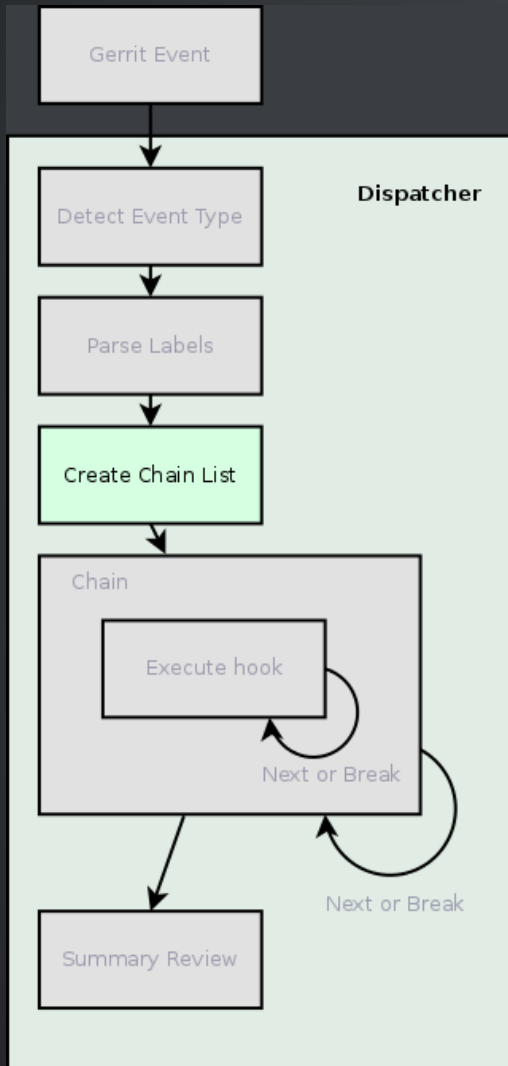 Gerrit Event
Dispatcher
Detect Event Type
Parse Labels
Create Chain List
Chain
Execute hook
Next or Break
Next or Break
Summary Review